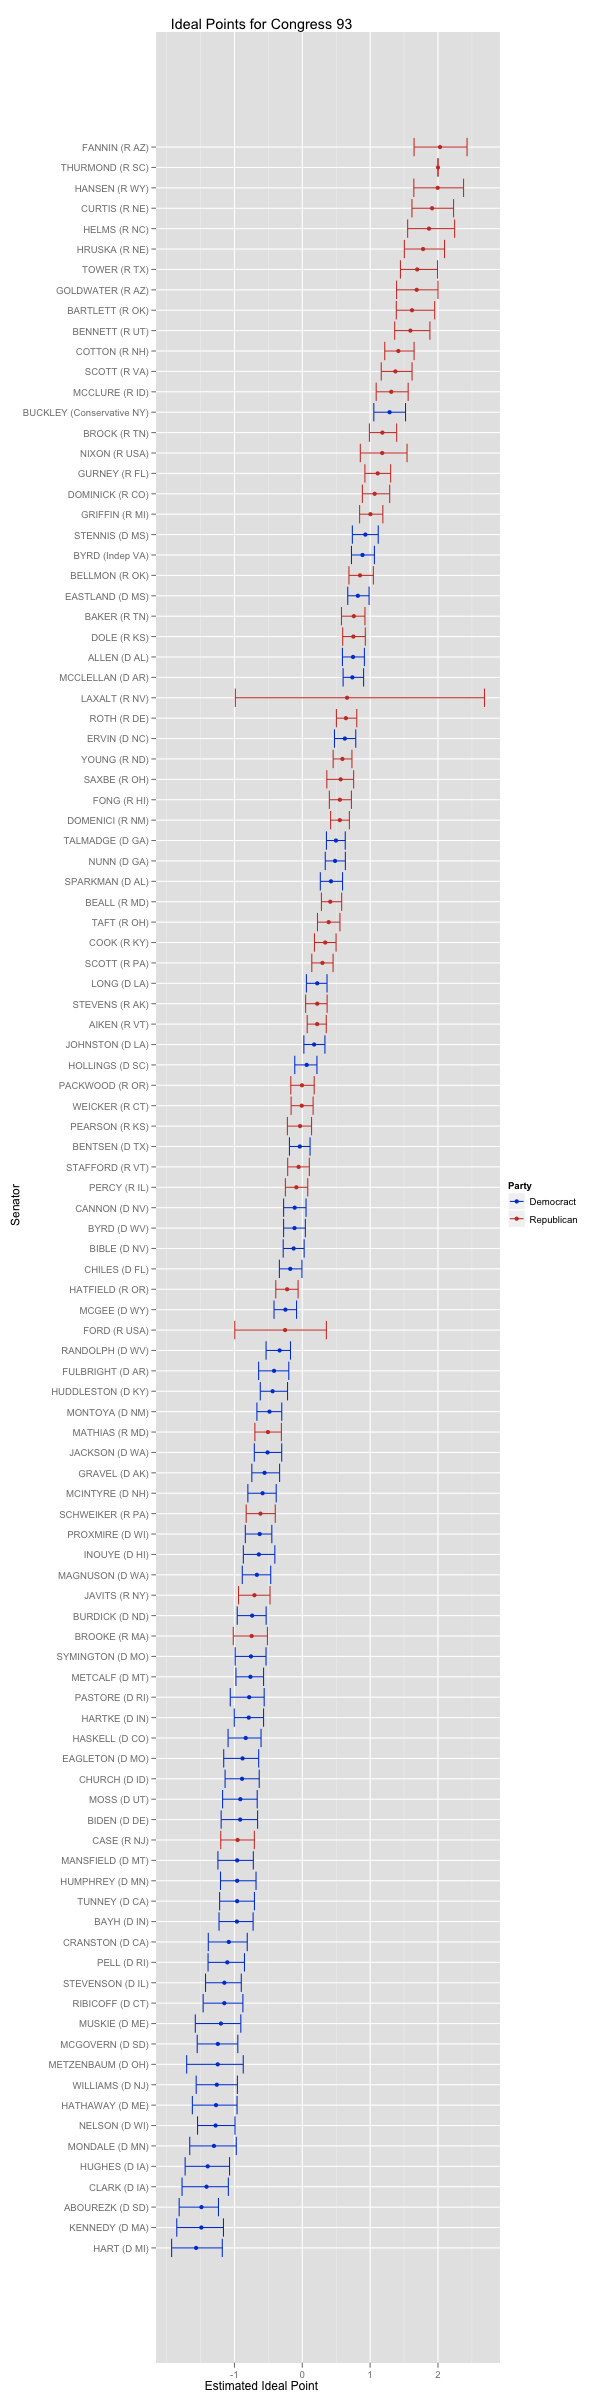 Ideal Points for Congress 93
FANNIN (R AZ)
THURMOND (R SC)
HANSEN (R WY)
CURTIS (R NE)
HELMS (R NC)
HRUSKA (R NE)
TOWER (R TX)
GOLDWATER (R AZ)
BARTLETT (R OK)
BENNETT (R UT)
COTTON (R NH)
SCOTT (R VA)
MCCLURE (R ID)
BUCKLEY (Conservative NY)
BROCK (R TN)
NIXON (R USA)
GURNEY (R FL)
DOMINICK (R CO)
GRIFFIN (R MI)
STENNIS (D MS)
BYRD (Indep VA)
BELLMON (R OK)
EASTLAND (D MS)
BAKER (R TN)
DOLE (R KS)
ALLEN (D AL)
MCCLELLAN (D AR)
LAXALT (R NV)
ROTH (R DE)
ERVIN (D NC)
YOUNG (R ND)
SAXBE (R OH)
FONG (R HI)
DOMENICI (R NM)
TALMADGE (D GA)
NUNN (D GA)
SPARKMAN (D AL)
BEALL (R MD)
TAFT (R OH)
COOK (R KY)
SCOTT (R PA)
LONG (D LA)
STEVENS (R AK)
AIKEN (R VT)
JOHNSTON (D LA)
HOLLINGS (D SC)
PACKWOOD (R OR)
WEICKER (R CT)
PEARSON (R KS)
BENTSEN (D TX)
STAFFORD (R VT)
PERCY (R IL)
CANNON (D NV)
BYRD (D WV)
BIBLE (D NV)
CHILES (D FL)
HATFIELD (R OR)
MCGEE (D WY)
FORD (R USA)
RANDOLPH (D WV)
FULBRIGHT (D AR)
HUDDLESTON (D KY)
MONTOYA (D NM)
MATHIAS (R MD)
JACKSON (D WA)
GRAVEL (D AK)
MCINTYRE (D NH)
SCHWEIKER (R PA)
PROXMIRE (D WI)
INOUYE (D HI)
MAGNUSON (D WA)
JAVITS (R NY)
BURDICK (D ND)
BROOKE (R MA)
SYMINGTON (D MO)
METCALF (D MT)
PASTORE (D RI)
HARTKE (D IN)
HASKELL (D CO)
EAGLETON (D MO)
CHURCH (D ID)
MOSS (D UT)
BIDEN (D DE)
CASE (R NJ)
MANSFIELD (D MT)
HUMPHREY (D MN)
TUNNEY (D CA)
BAYH (D IN)
CRANSTON (D CA)
PELL (D RI)
STEVENSON (D IL)
RIBICOFF (D CT)
MUSKIE (D ME)
MCGOVERN (D SD)
METZENBAUM (D OH)
WILLIAMS (D NJ)
HATHAWAY (D ME)
NELSON (D WI)
MONDALE (D MN)
HUGHES (D IA)
CLARK (D IA)
ABOUREZK (D SD)
KENNEDY (D MA)
HART (D MI)
Senator
-1 0 1 2
Estimated Ideal Point
Party
Democract
Republican